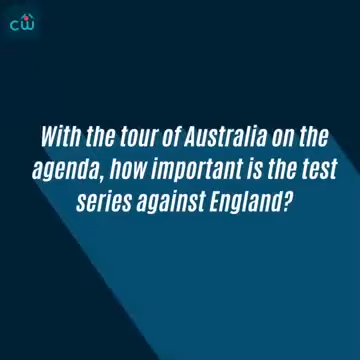 cw
With the tour of Australia on the
agenda, how important is the test
series against England?